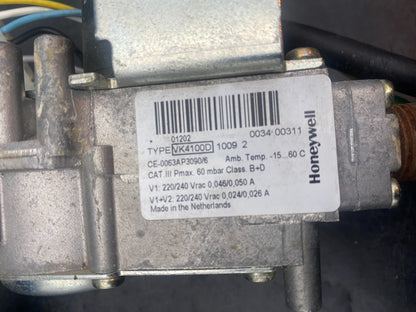 * 01202 0034 00311
TYPE VK4100D 1009 2
CE-0063AP3090/6 Amb. Temp. -15...60 C
CAT.III Pmax. 60 mbar Class. B+D
V1: 220/240 Vrac 0,046/0,050 A
V1+V2: 220/240 Vrac 0,024/0,026 A
Made in the Netherlands
Honeywell